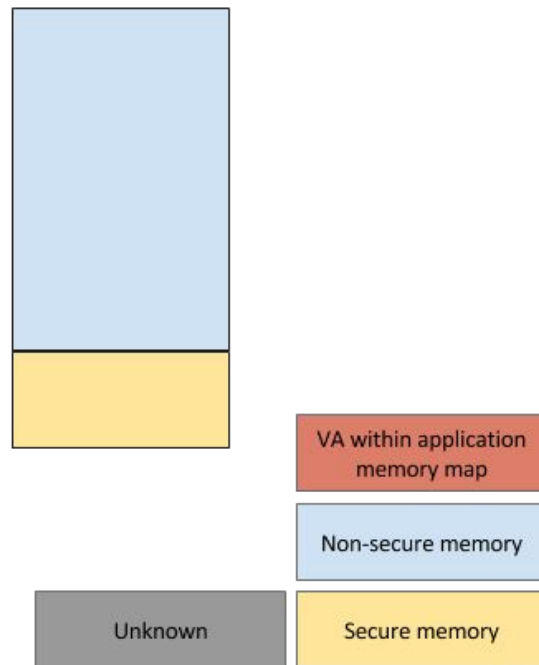 VA within application
memory map
Non-secure memory
Unknown
Secure memory